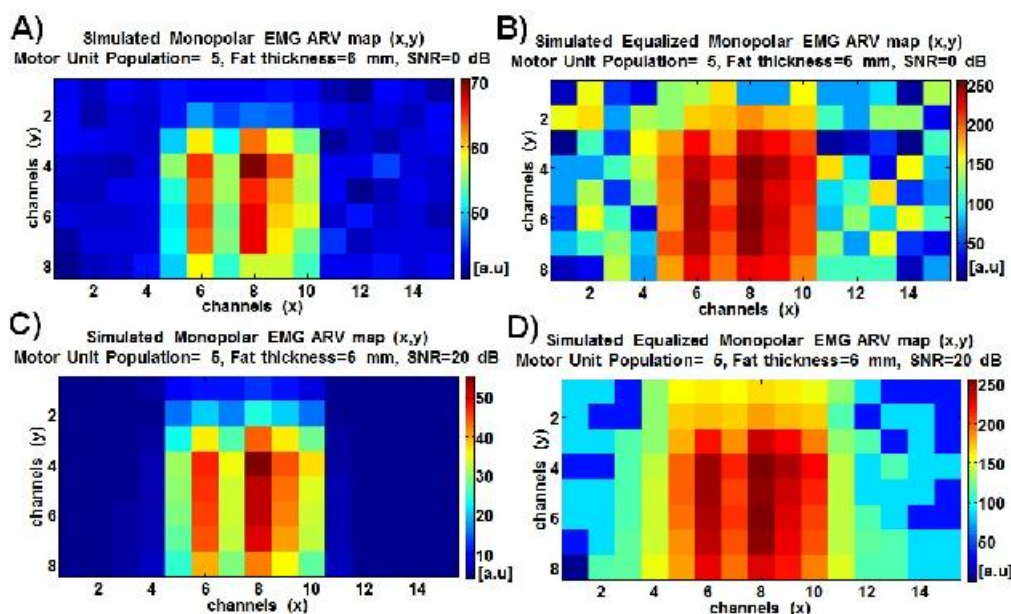 A)
Simulated Monopolar EMG ARV map (x,y)
Motor Unit Population= 5, Fat thickness=6 mm, SNR=0 dB
channels (y)
2
4
6
8
2 4 6 8 10 12 14
channels (x)
70
60
50
[a.u]
B)
Simulated Equalized Monopolar EMG ARV map (x,y)
Motor Unit Population= 5, Fat thickness=6 mm, SNR=0 dB
channels (y)
2
4
6
8
2 4 6 8 10 12 14
channels (x)
250
200
150
100
50
[a.u]
C)
Simulated Monopolar EMG ARV map (x,y)
Motor Unit Population= 5, Fat thickness=6 mm, SNR=20 dB
channels (y)
2
4
6
8
2 4 6 8 10 12 14
channels (x)
50
40
30
20
10
[a.u]
D)
Simulated Equalized Monopolar EMG ARV map (x,y)
Motor Unit Population= 5, Fat thickness=6 mm, SNR=20 dB
channels (y)
2
4
6
8
2 4 6 8 10 12 14
channels (x)
250
200
150
100
50
[a.u]